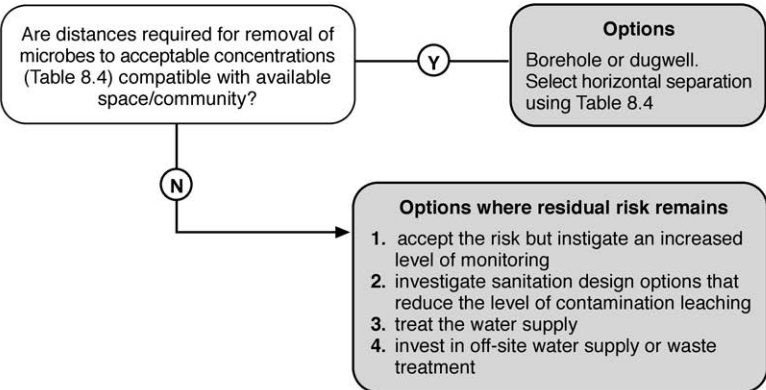 Are distances required for removal of
microbes to acceptable concentrations
(Table 8.4) compatible with available
space/community?
Y
Options
Borehole or dugwell.
Select horizontal separation
using Table 8.4
N
Options where residual risk remains
1. accept the risk but instigate an increased
level of monitoring
2. investigate sanitation design options that
reduce the level of contamination leaching
3. treat the water supply
4. invest in off-site water supply or waste
treatment